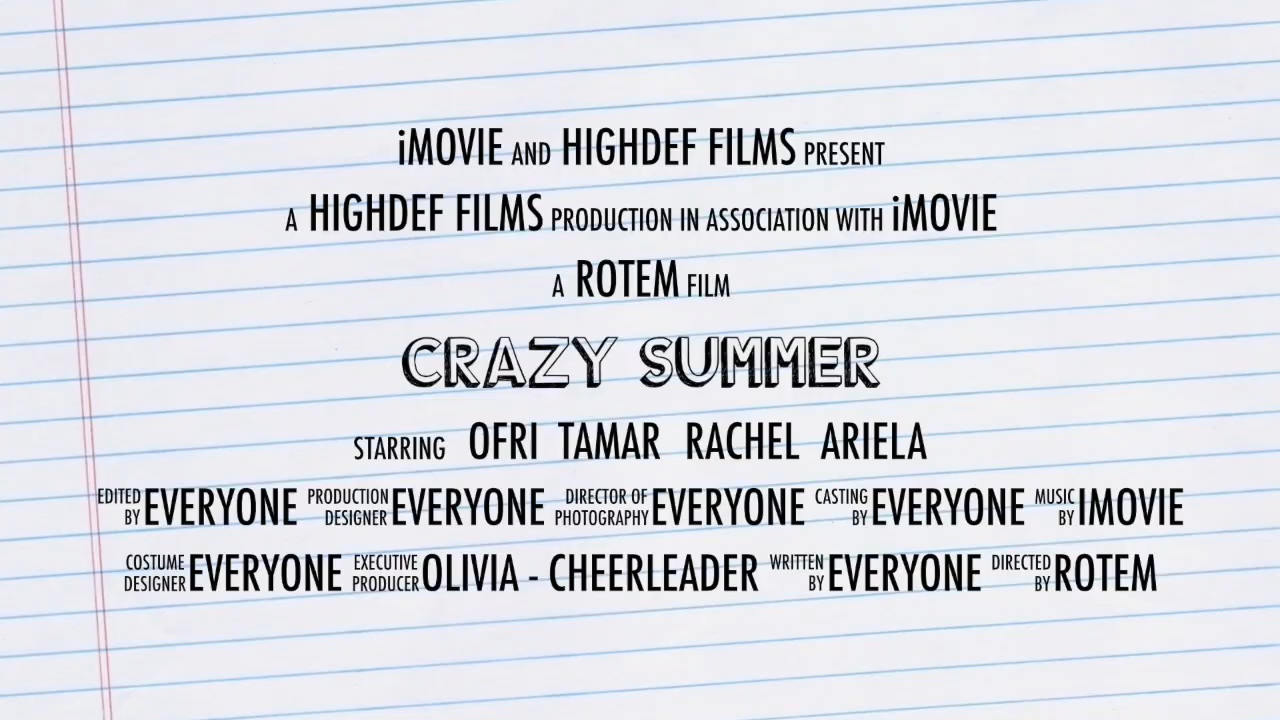 iMOVIE AND HIGHDEF FILMS PRESENT
A HIGHDEF FILMS PRODUCTION IN ASSOCIATION WITH iMOVIE
A ROTEM FILM
CRAZY SUMMER
STARRING OFRI TAMAR RACHEL ARIELA
EDITED BY EVERYONE PRODUCTION DESIGNER EVERYONE DIRECTOR OF PHOTOGRAPHY EVERYONE CASTING BY EVERYONE MUSIC BY IMOVIE
COSTUME DESIGNER EVERYONE EXECUTIVE PRODUCER OLIVIA - CHEERLEADER WRITTEN BY EVERYONE DIRECTED BY ROTEM